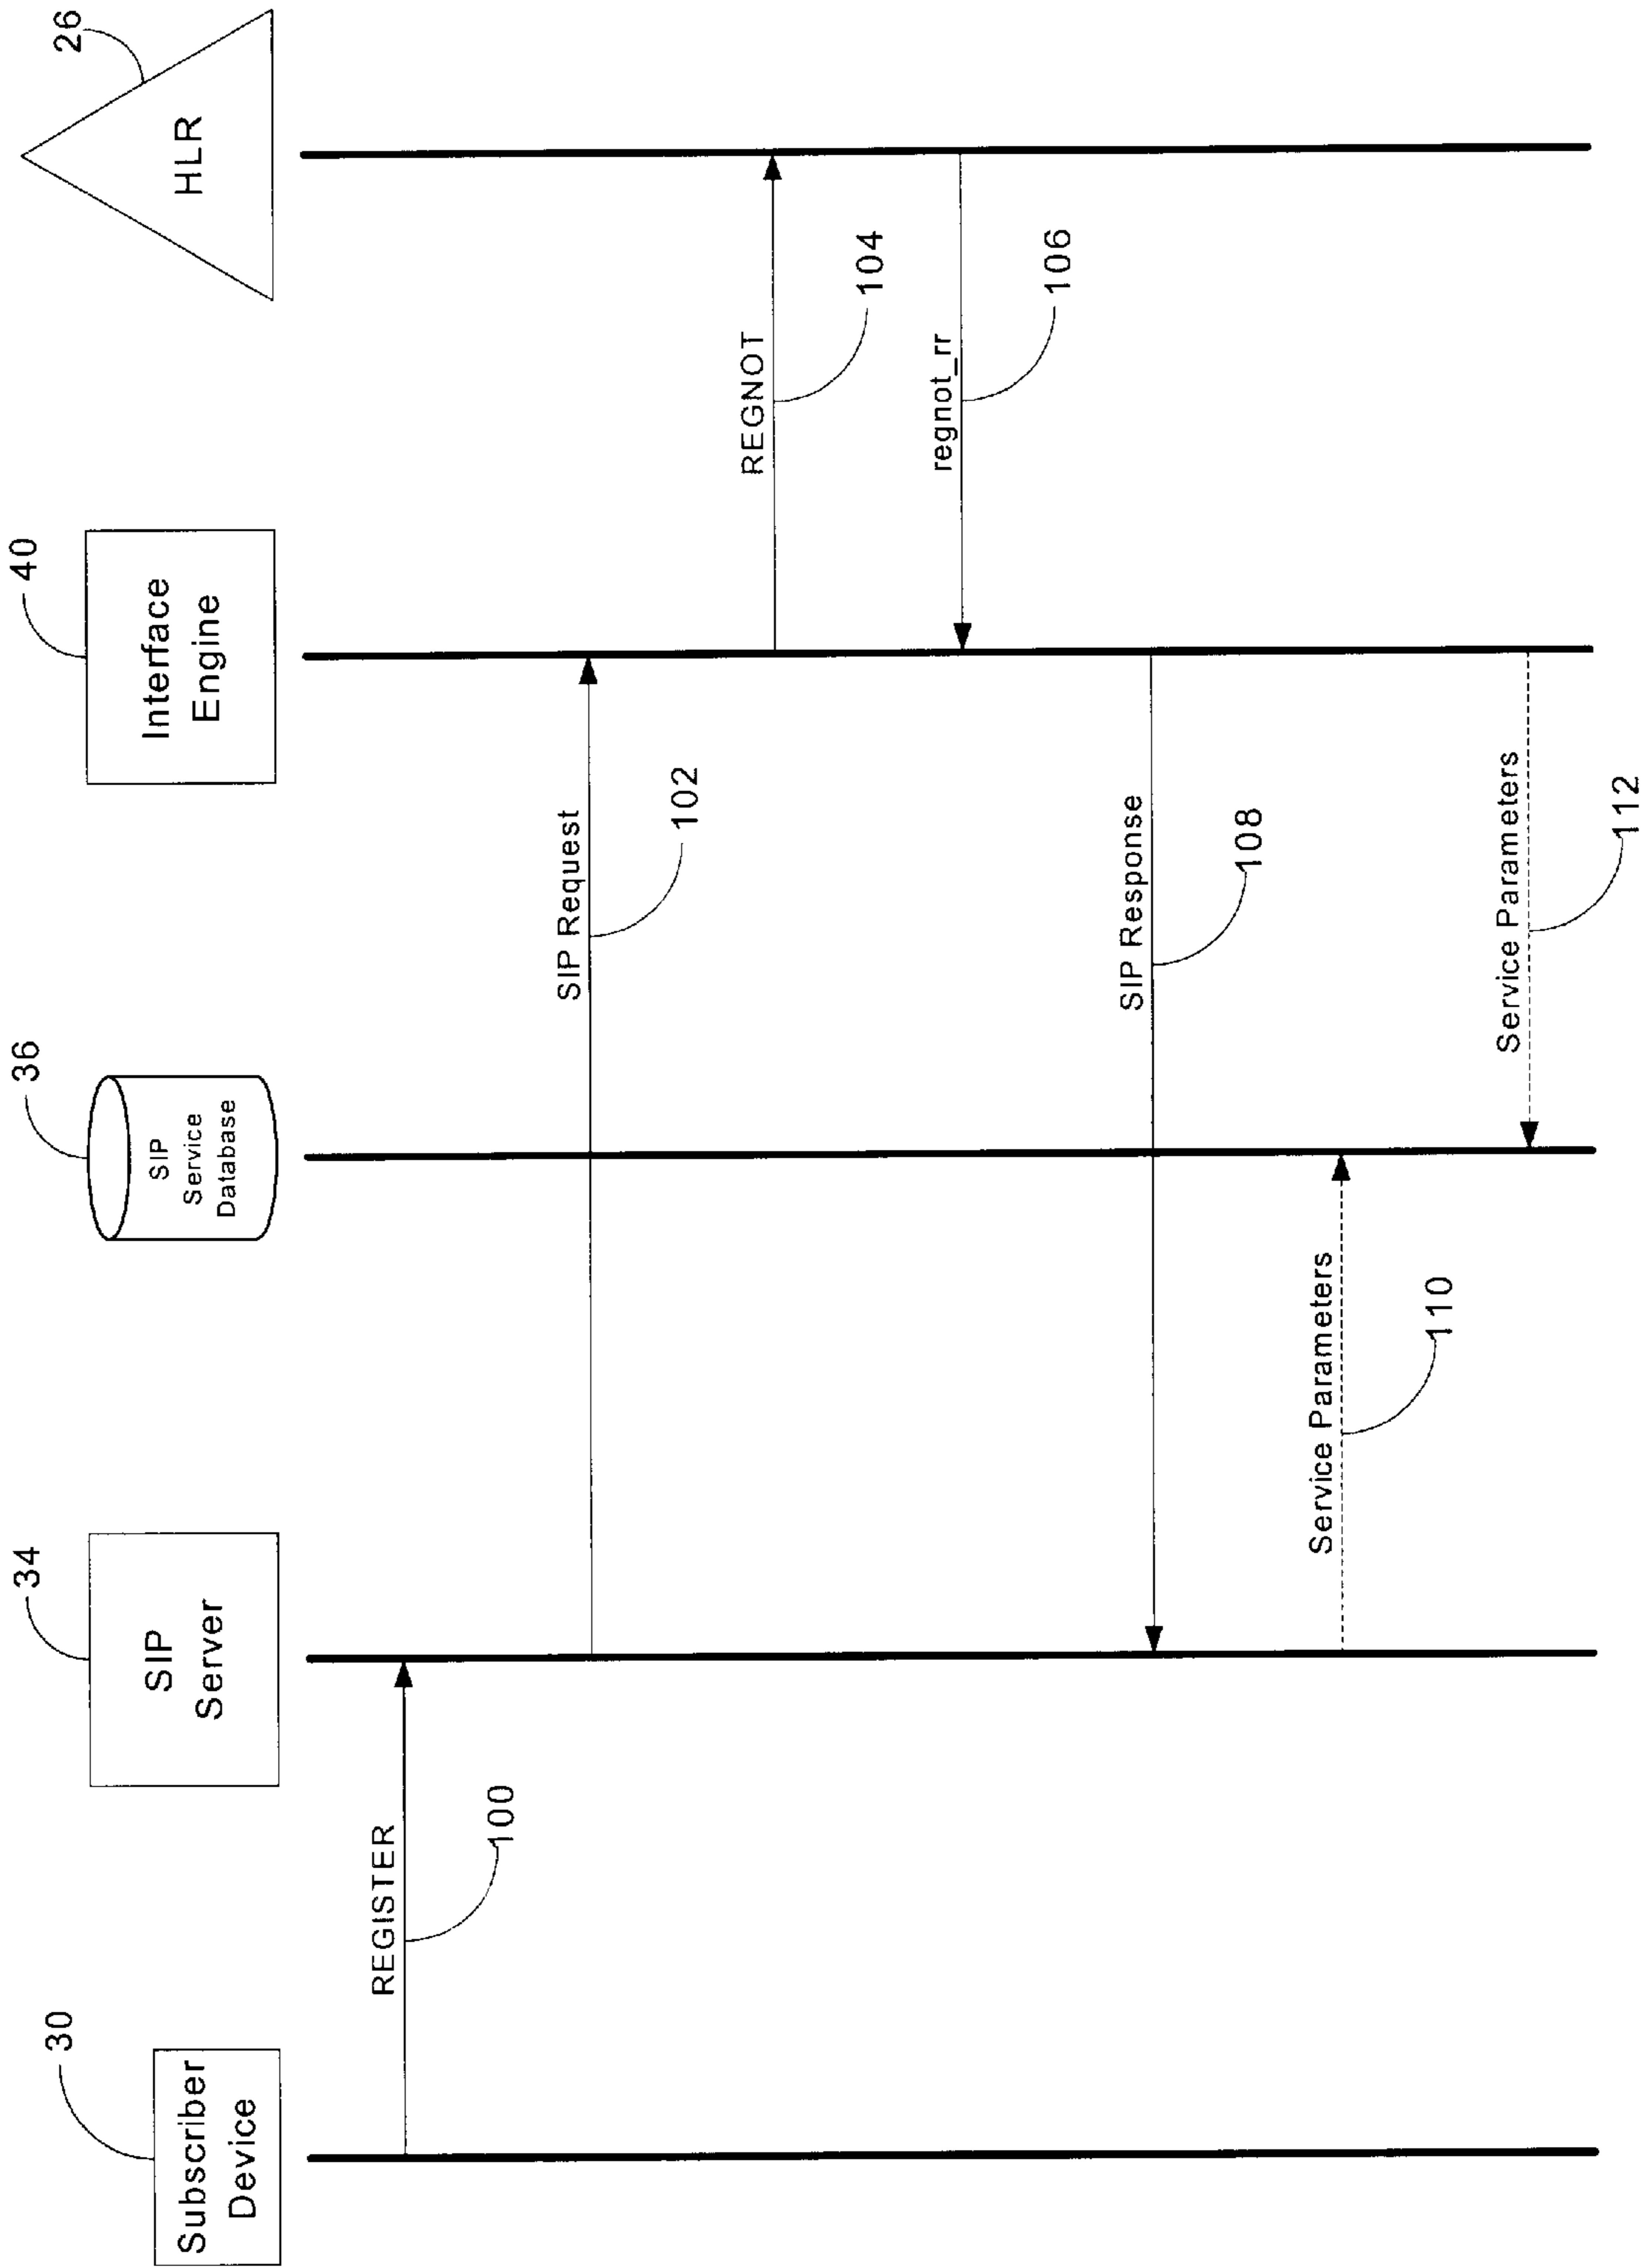 30
Subscriber
Device
34
SIP
Server
36
SIP
Service
Database
40
Interface
Engine
26
HLR
REGISTER
100
SIP Request
102
REGNOT
104
regnot_rr
106
SIP Response
108
Service Parameters
110
Service Parameters
112